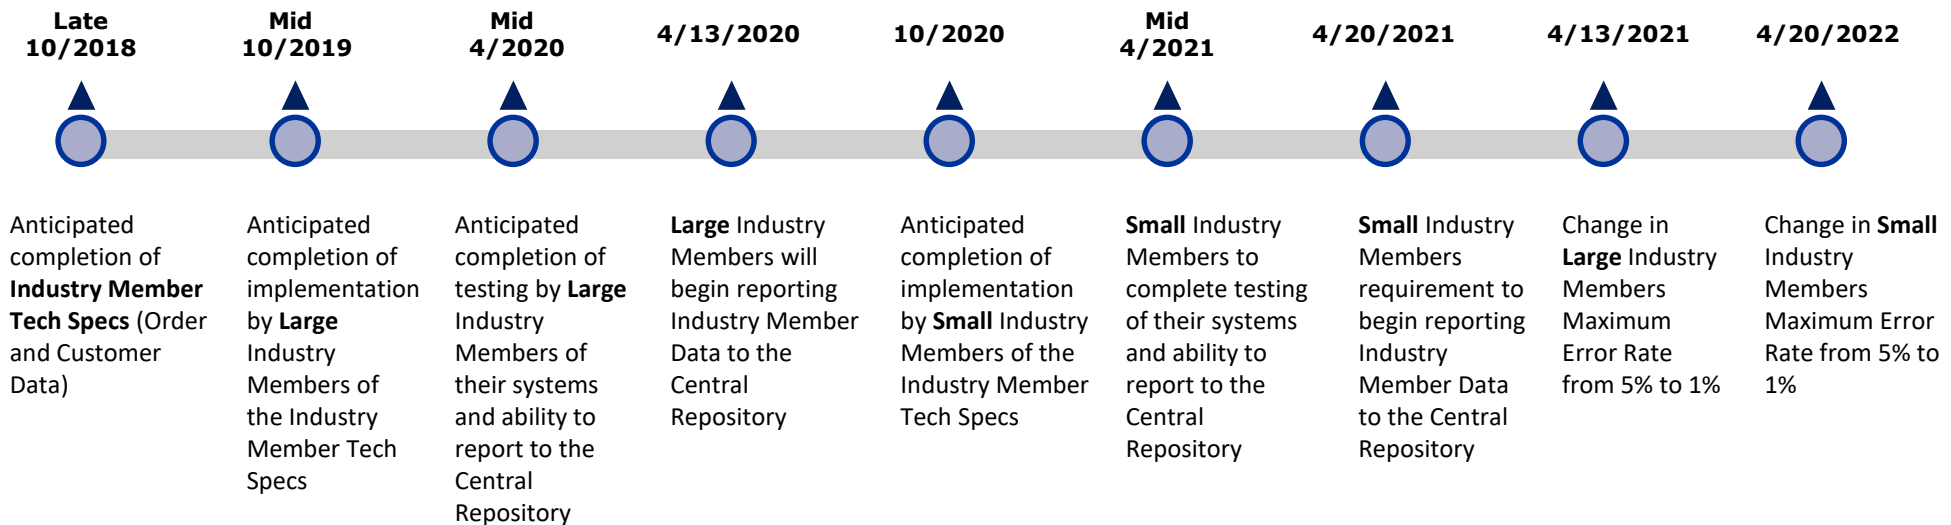 Late
10/2018
Mid
10/2019
Mid
4/2020
4/13/2020
10/2020
Mid
4/2021
4/20/2021
4/13/2021
4/20/2022
Anticipated
completion of
Industry Member
Tech Specs (Order
and Customer
Data)
Anticipated
completion of
implementation
by Large
Industry
Members of
the Industry
Member Tech
Specs
Anticipated
completion of
testing by Large
Industry
Members of
their systems
and ability to
report to the
Central
Repository
Large Industry
Members will
begin reporting
Industry Member
Data to the
Central
Repository
Anticipated
completion of
implementation
by Small Industry
Members of the
Industry Member
Tech Specs
Small Industry
Members to
complete testing
of their systems
and ability to
report to the
Central
Repository
Small Industry
Members
requirement to
begin reporting
Industry
Member Data
to the Central
Repository
Change in
Large Industry
Members
Maximum
Error Rate
from 5% to 1%
Change in Small
Industry
Members
Maximum Error
Rate from 5% to
1%